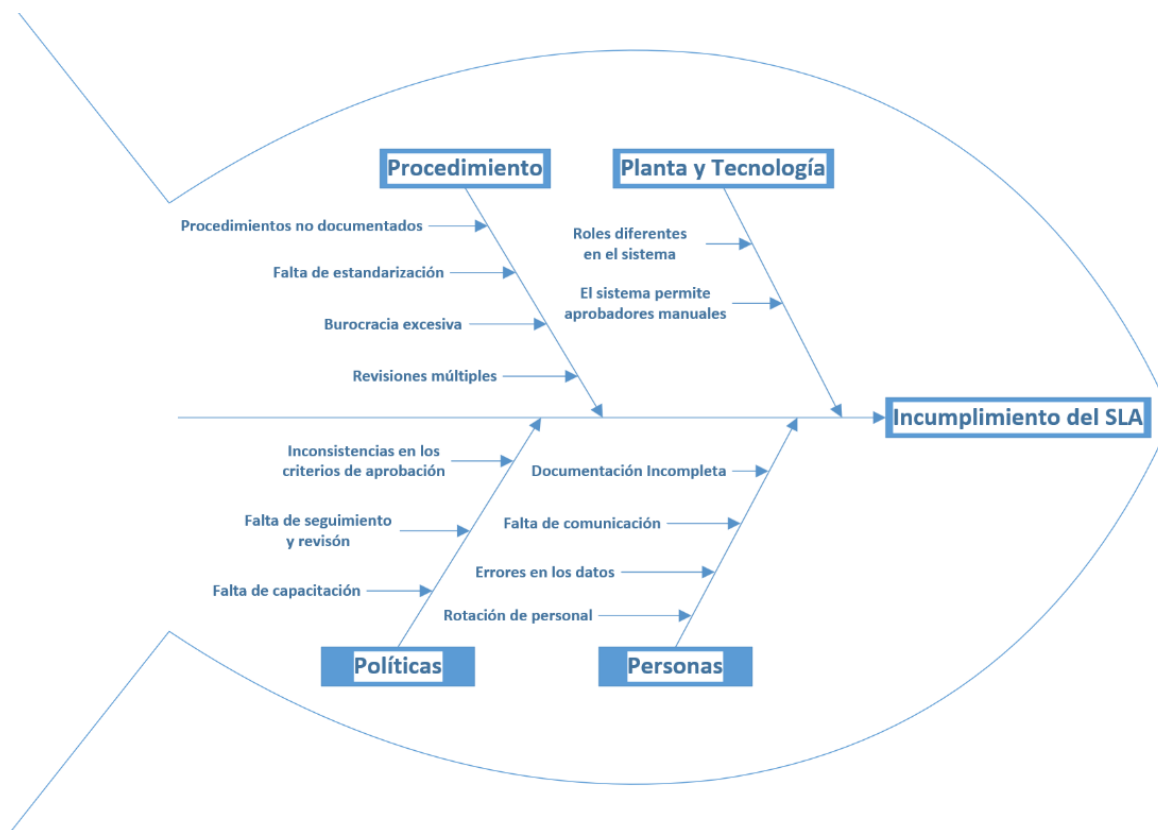 Procedimiento
Planta y Tecnología
Procedimientos no documentados
Falta de estandarización
Burocracia excesiva
Revisiones múltiples
Roles diferentes
en el sistema
El sistema permite
aprobadores manuales
Incumplimiento del SLA
Inconsistencias en los
criterios de aprobación
Falta de seguimiento
y revisón
Falta de capacitación
Documentación Incompleta
Falta de comunicación
Errores en los datos
Rotación de personal
Políticas
Personas